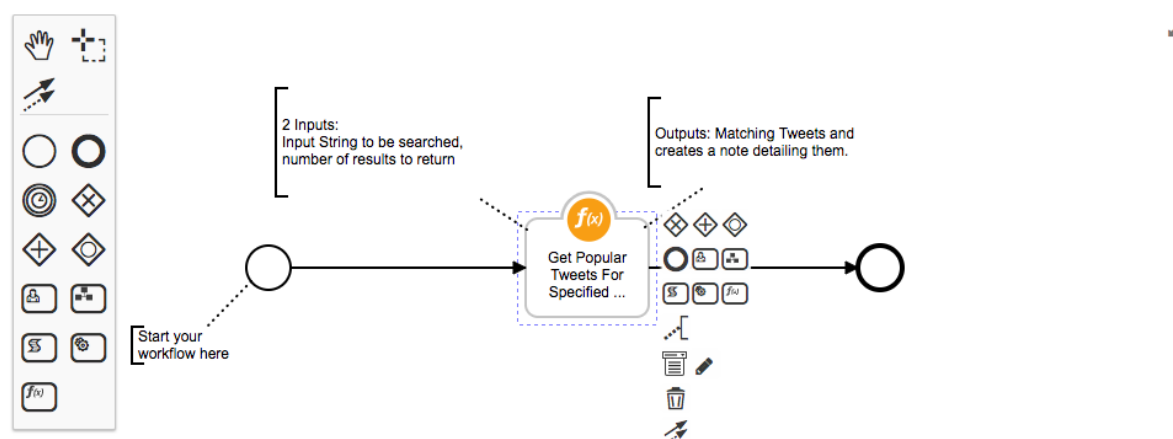 2 Inputs:
Input String to be searched,
number of results to return
Outputs: Matching Tweets and
creates a note detailing them.
f(x)
Get Popular
Tweets For
Specified ...
Start your
workflow here
f(x)
f(x)